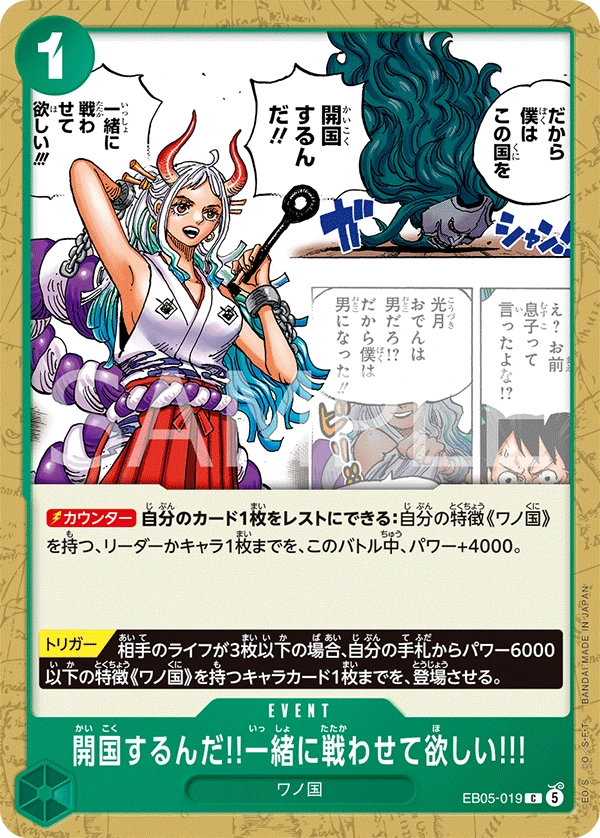 1
だから
僕は
この国を
開国
するん
だ!!
一緒に
戦わ
せて
欲しい!!!
ガ
シャン!
え？お前
息子って
言ったよな!?
光月
おでんは
男だろ!?
だから僕は
男になった!!
ビー!!
SAMPLE
カウンター 自分のカード1枚をレストにできる：自分の特徴《ワノ国》
を持つ、リーダーかキャラ1枚までを、このバトル中、パワー+4000。
トリガー 相手のライフが3枚以下の場合、自分の手札からパワー6000
以下の特徴《ワノ国》を持つキャラカード1枚までを、登場させる。
EVENT
開国するんだ!!一緒に戦わせて欲しい!!!
ワノ国
EB05-019 C 5
BANDAI MADE IN JAPAN